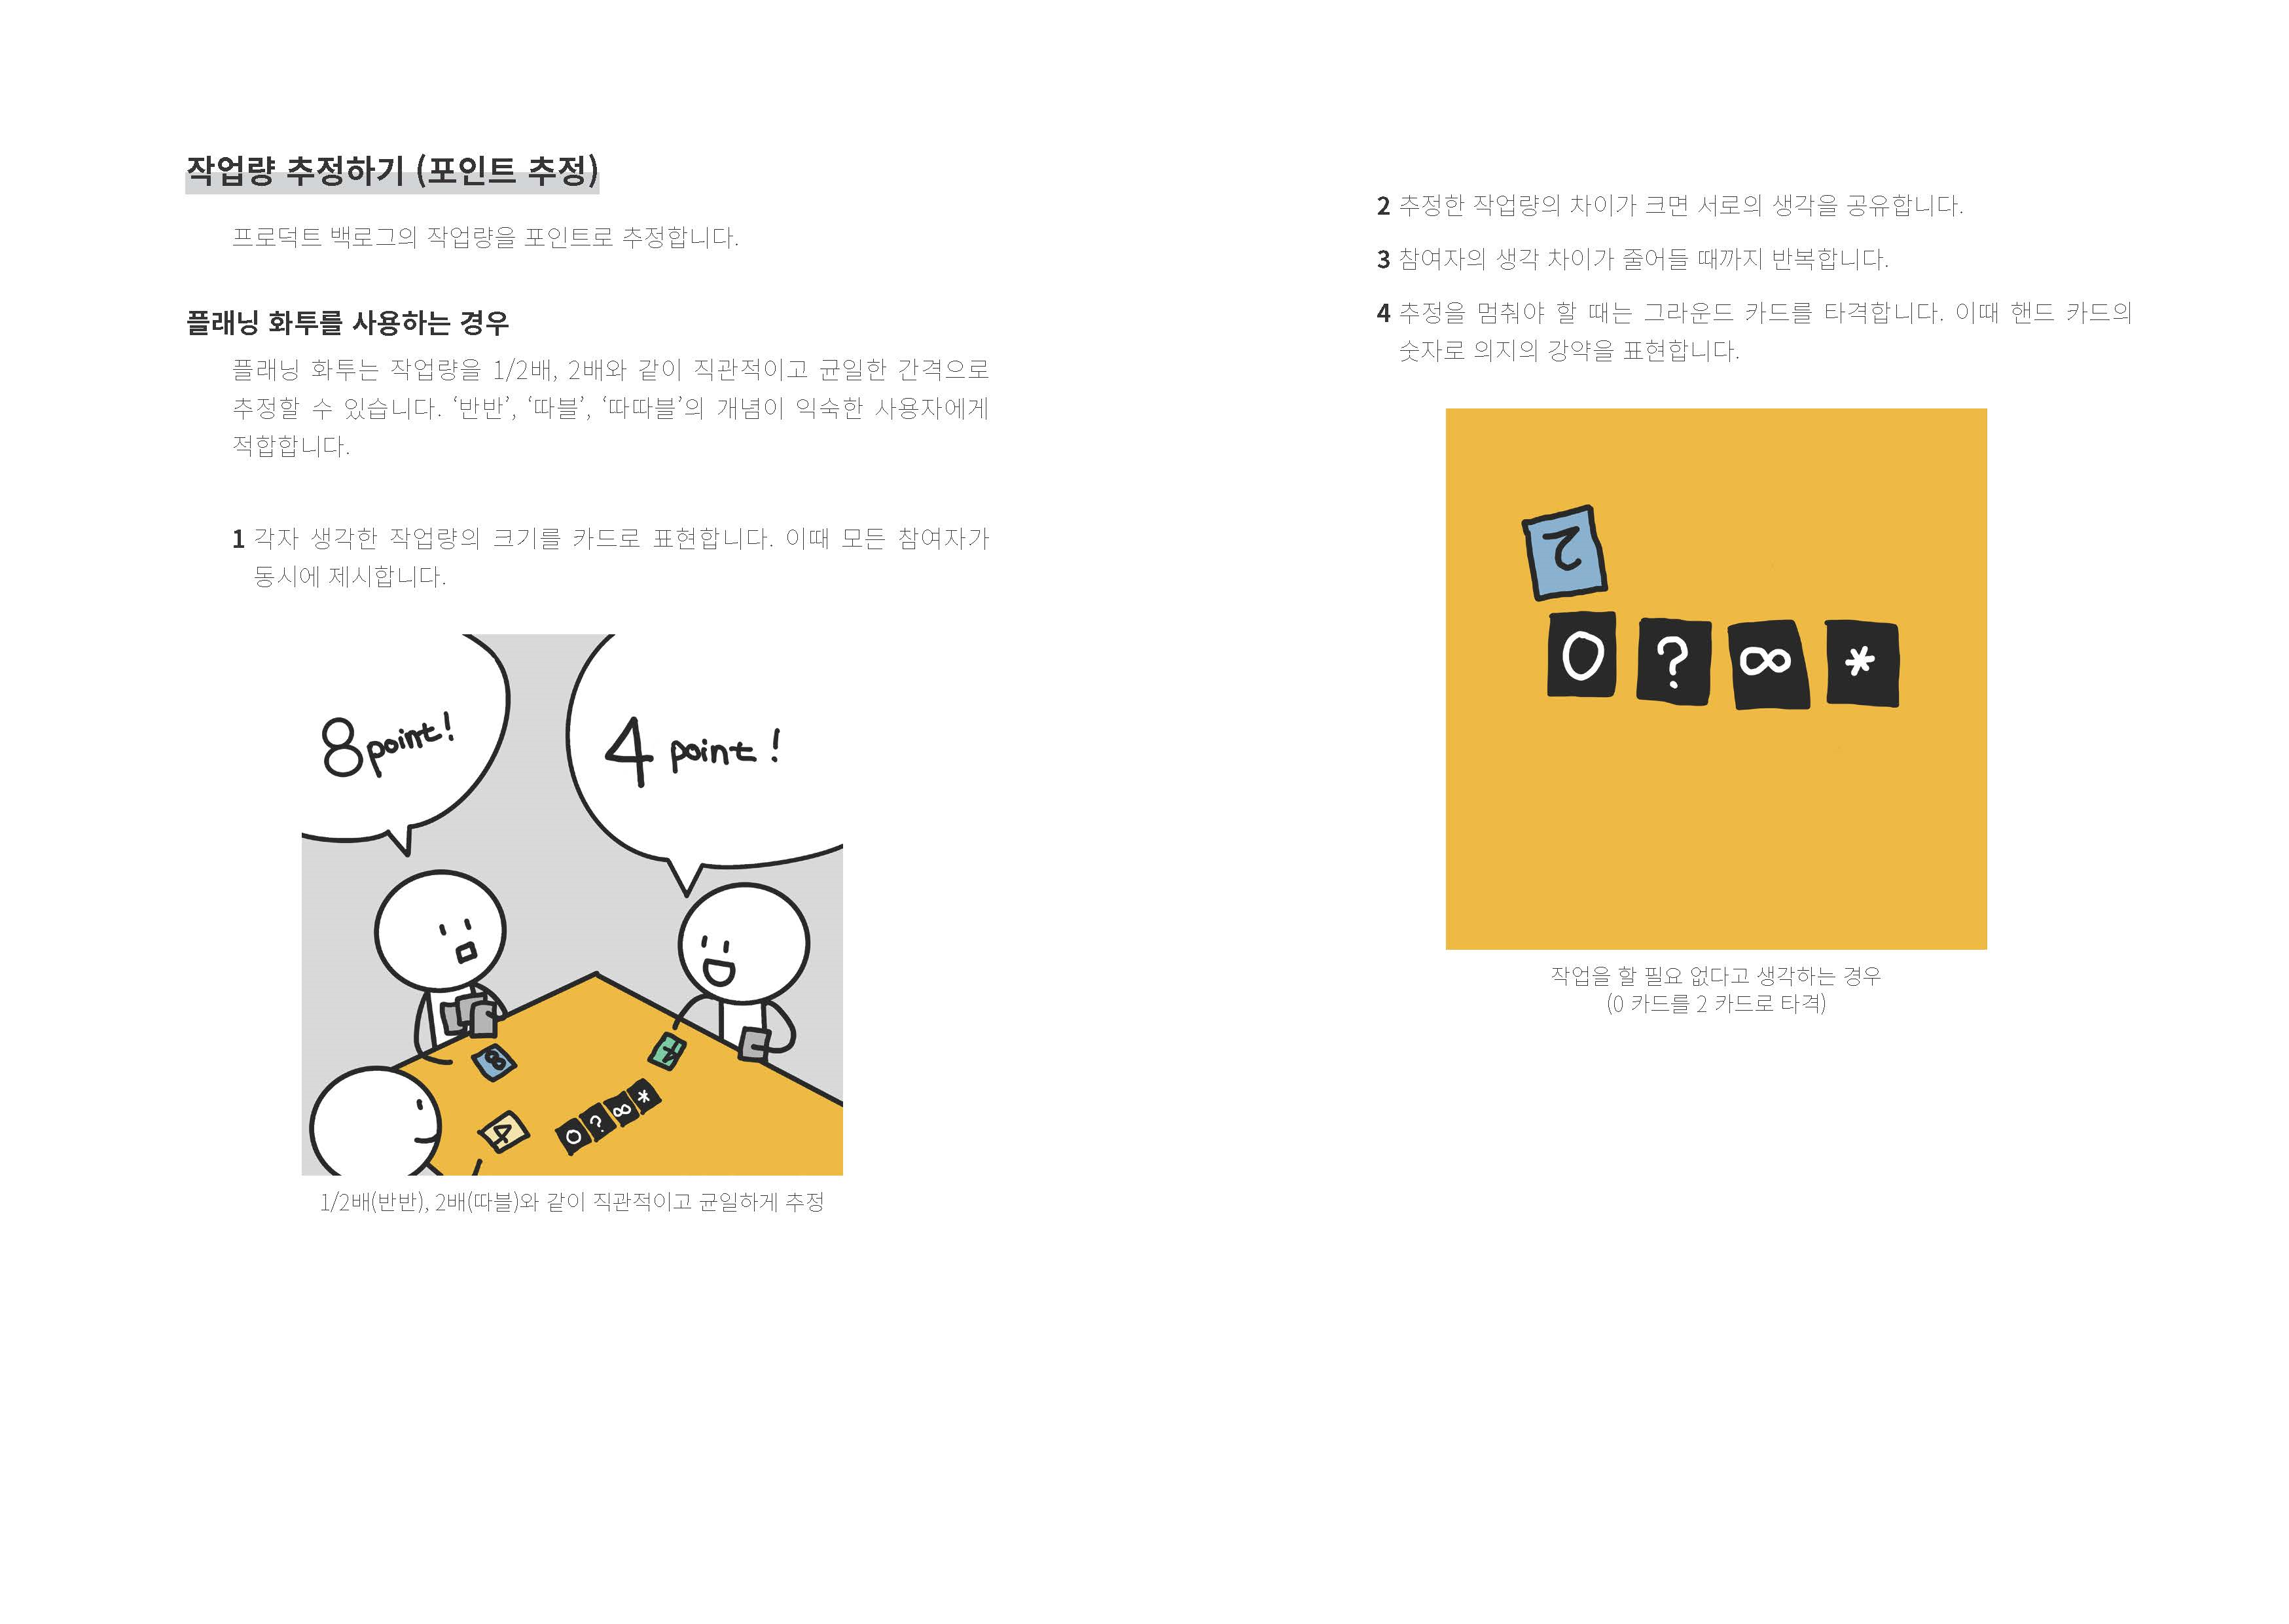 작업량 추정하기 (포인트 추정)
프로덕트 백로그의 작업량을 포인트로 추정합니다.
플래닝 화투를 사용하는 경우
플래닝 화투는 작업량을 1/2배, 2배와 같이 직관적이고 균일한 간격으로
추정할 수 있습니다. ‘반반’, ‘따블’, ‘따따블’의 개념이 익숙한 사용자에게
적합합니다.
1 각자 생각한 작업량의 크기를 카드로 표현합니다. 이때 모든 참여자가
동시에 제시합니다.
8 point!
4 point!
8
4
4
0 ? ∞ *
1/2배(반반), 2배(따블)와 같이 직관적이고 균일하게 추정
2 추정한 작업량의 차이가 크면 서로의 생각을 공유합니다.
3 참여자의 생각 차이가 줄어들 때까지 반복합니다.
4 추정을 멈춰야 할 때는 그라운드 카드를 타격합니다. 이때 핸드 카드의
숫자로 의지의 강약을 표현합니다.
2
0 ? ∞ *
작업을 할 필요 없다고 생각하는 경우
(0 카드를 2 카드로 타격)